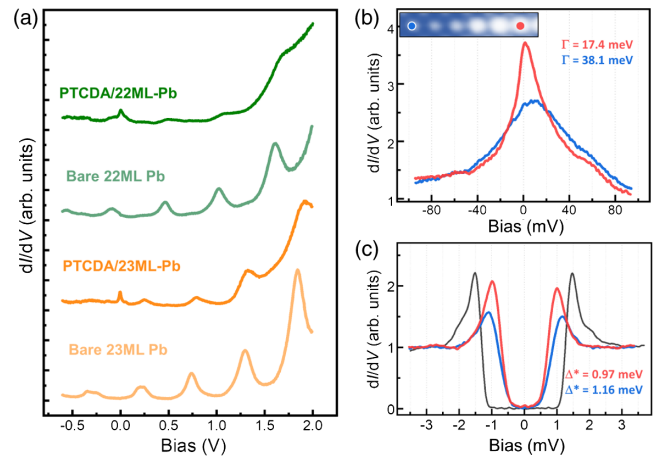 (a)
PTCDA/22ML-Pb
Bare 22ML Pb
PTCDA/23ML-Pb
Bare 23ML Pb
dI/dV (arb. units)
-0.5 0.0 0.5 1.0 1.5 2.0
Bias (V)
(b)
Γ = 17.4 meV
Γ = 38.1 meV
4
3
2
1
dI/dV (arb. units)
-80 -40 0 40 80
Bias (mV)
(c)
2
1
0
dI/dV (arb. units)
Δ* = 0.97 meV
Δ* = 1.16 meV
-3 -2 -1 0 1 2 3
Bias (mV)